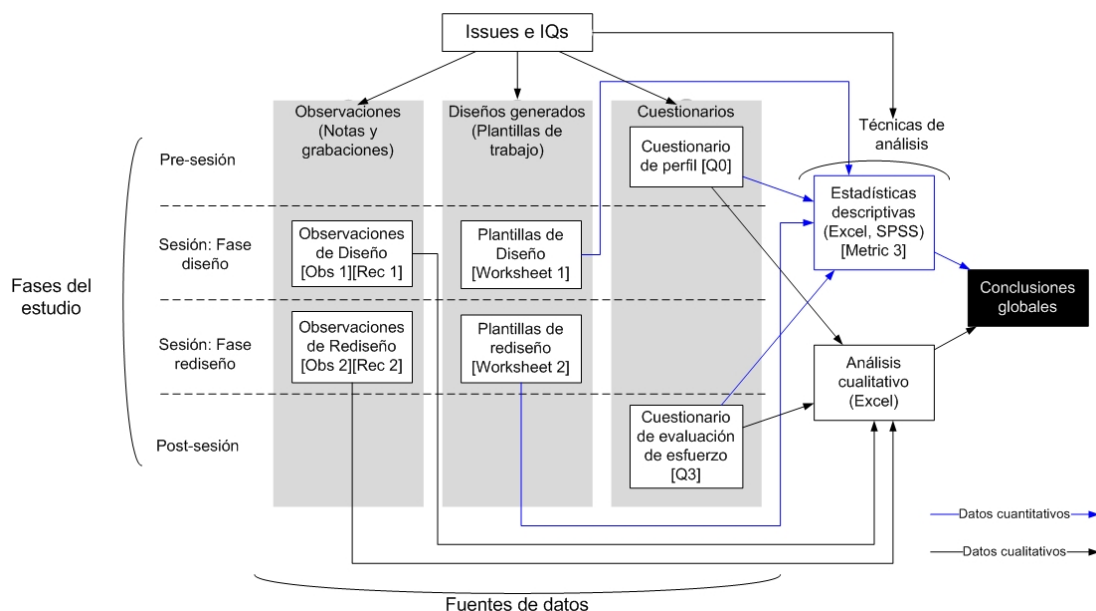 Issues e IQs
Observaciones
(Notas y
grabaciones)
Diseños generados
(Plantillas de
trabajo)
Cuestionarios
Técnicas de
análisis
Pre-sesión
Cuestionario
de perfil [Q0]
Estadísticas
descriptivas
(Excel, SPSS)
[Metric 3]
Fases del
estudio
Sesión: Fase
diseño
Observaciones
de Diseño
[Obs 1][Rec 1]
Plantillas de
Diseño
[Worksheet 1]
Conclusiones
globales
Sesión: Fase
rediseño
Observaciones
de Rediseño
[Obs 2][Rec 2]
Plantillas de
rediseño
[Worksheet 2]
Análisis
cualitativo
(Excel)
Post-sesión
Cuestionario
de evaluación
de esfuerzo
[Q3]
Datos cuantitativos
Datos cualitativos
Fuentes de datos